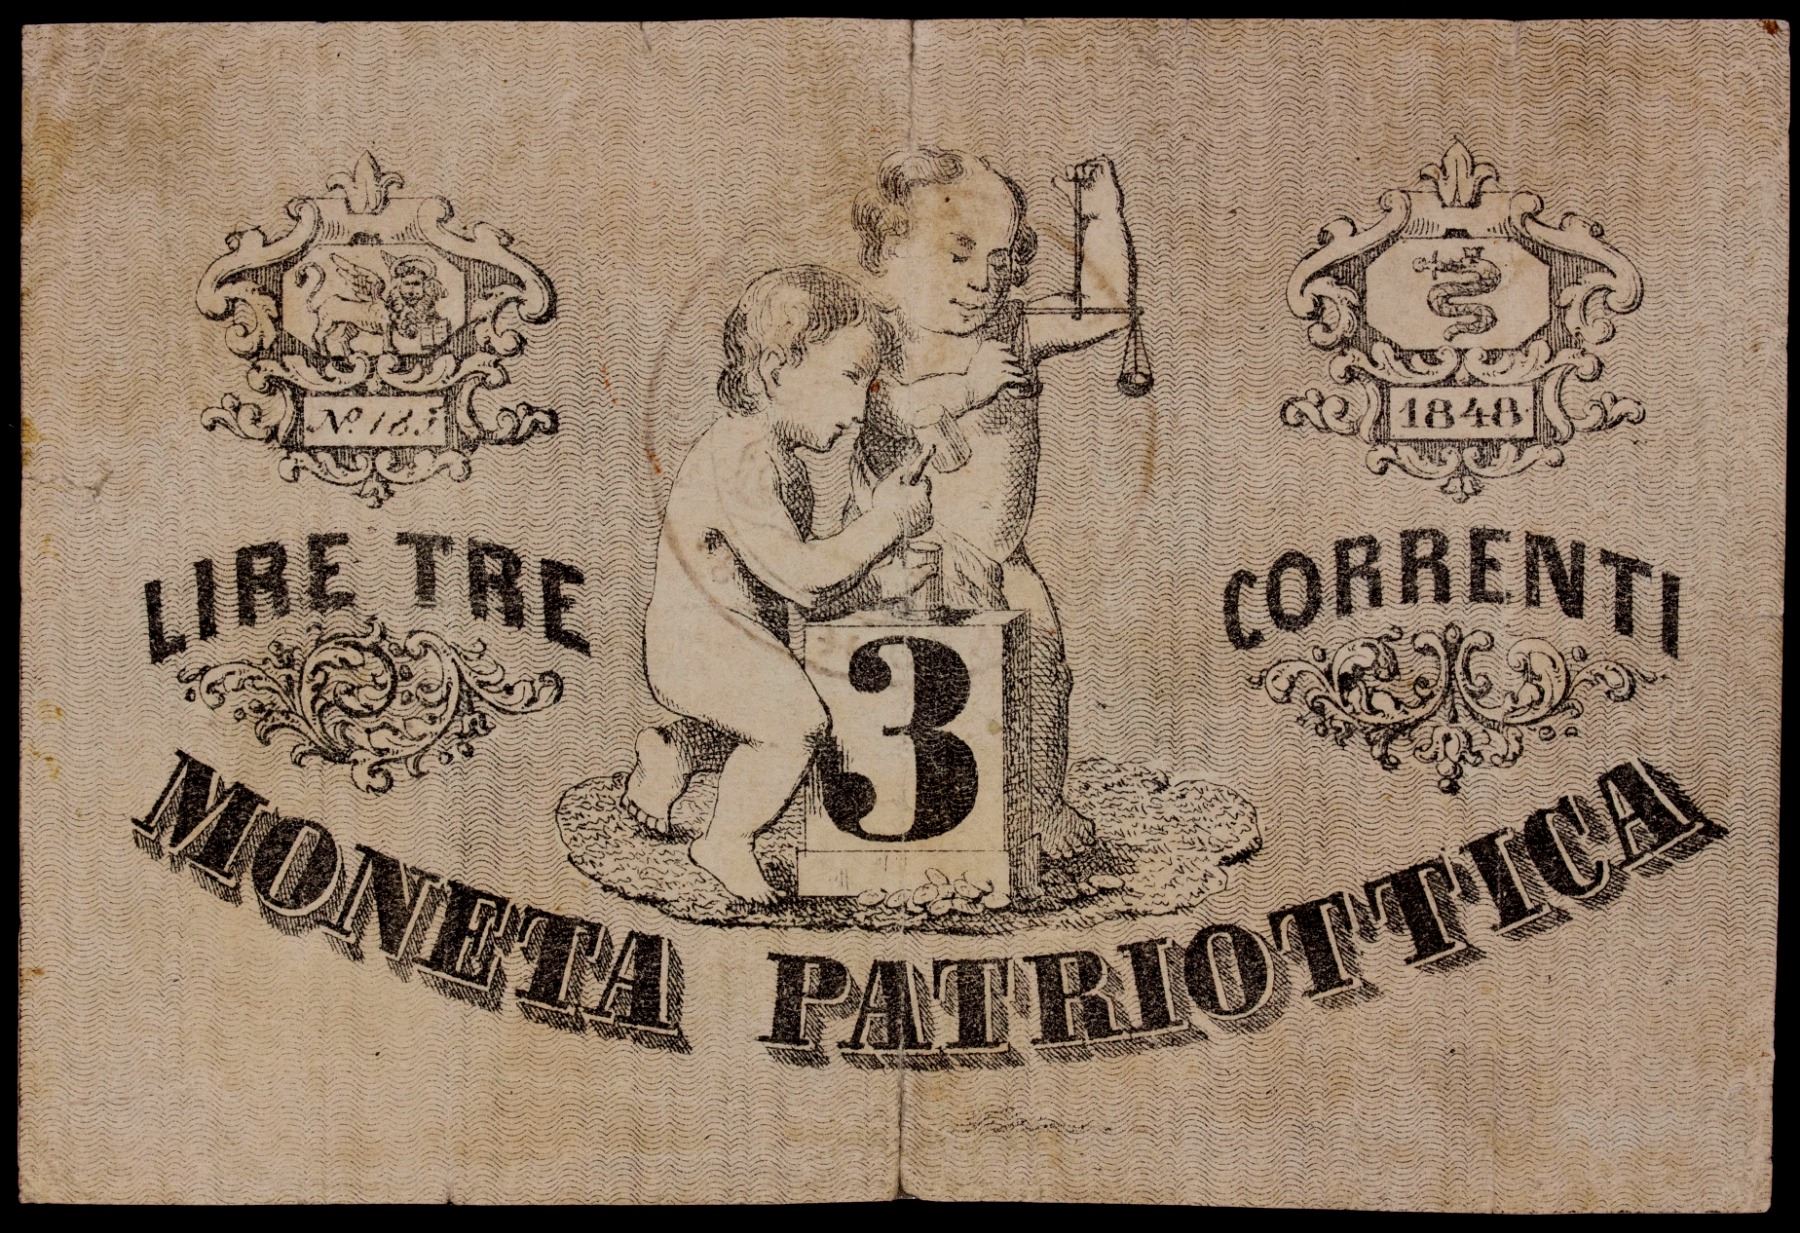 Nº 185
1848
LIRE TRE
CORRENTI
3
MONETA PATRIOTTICA